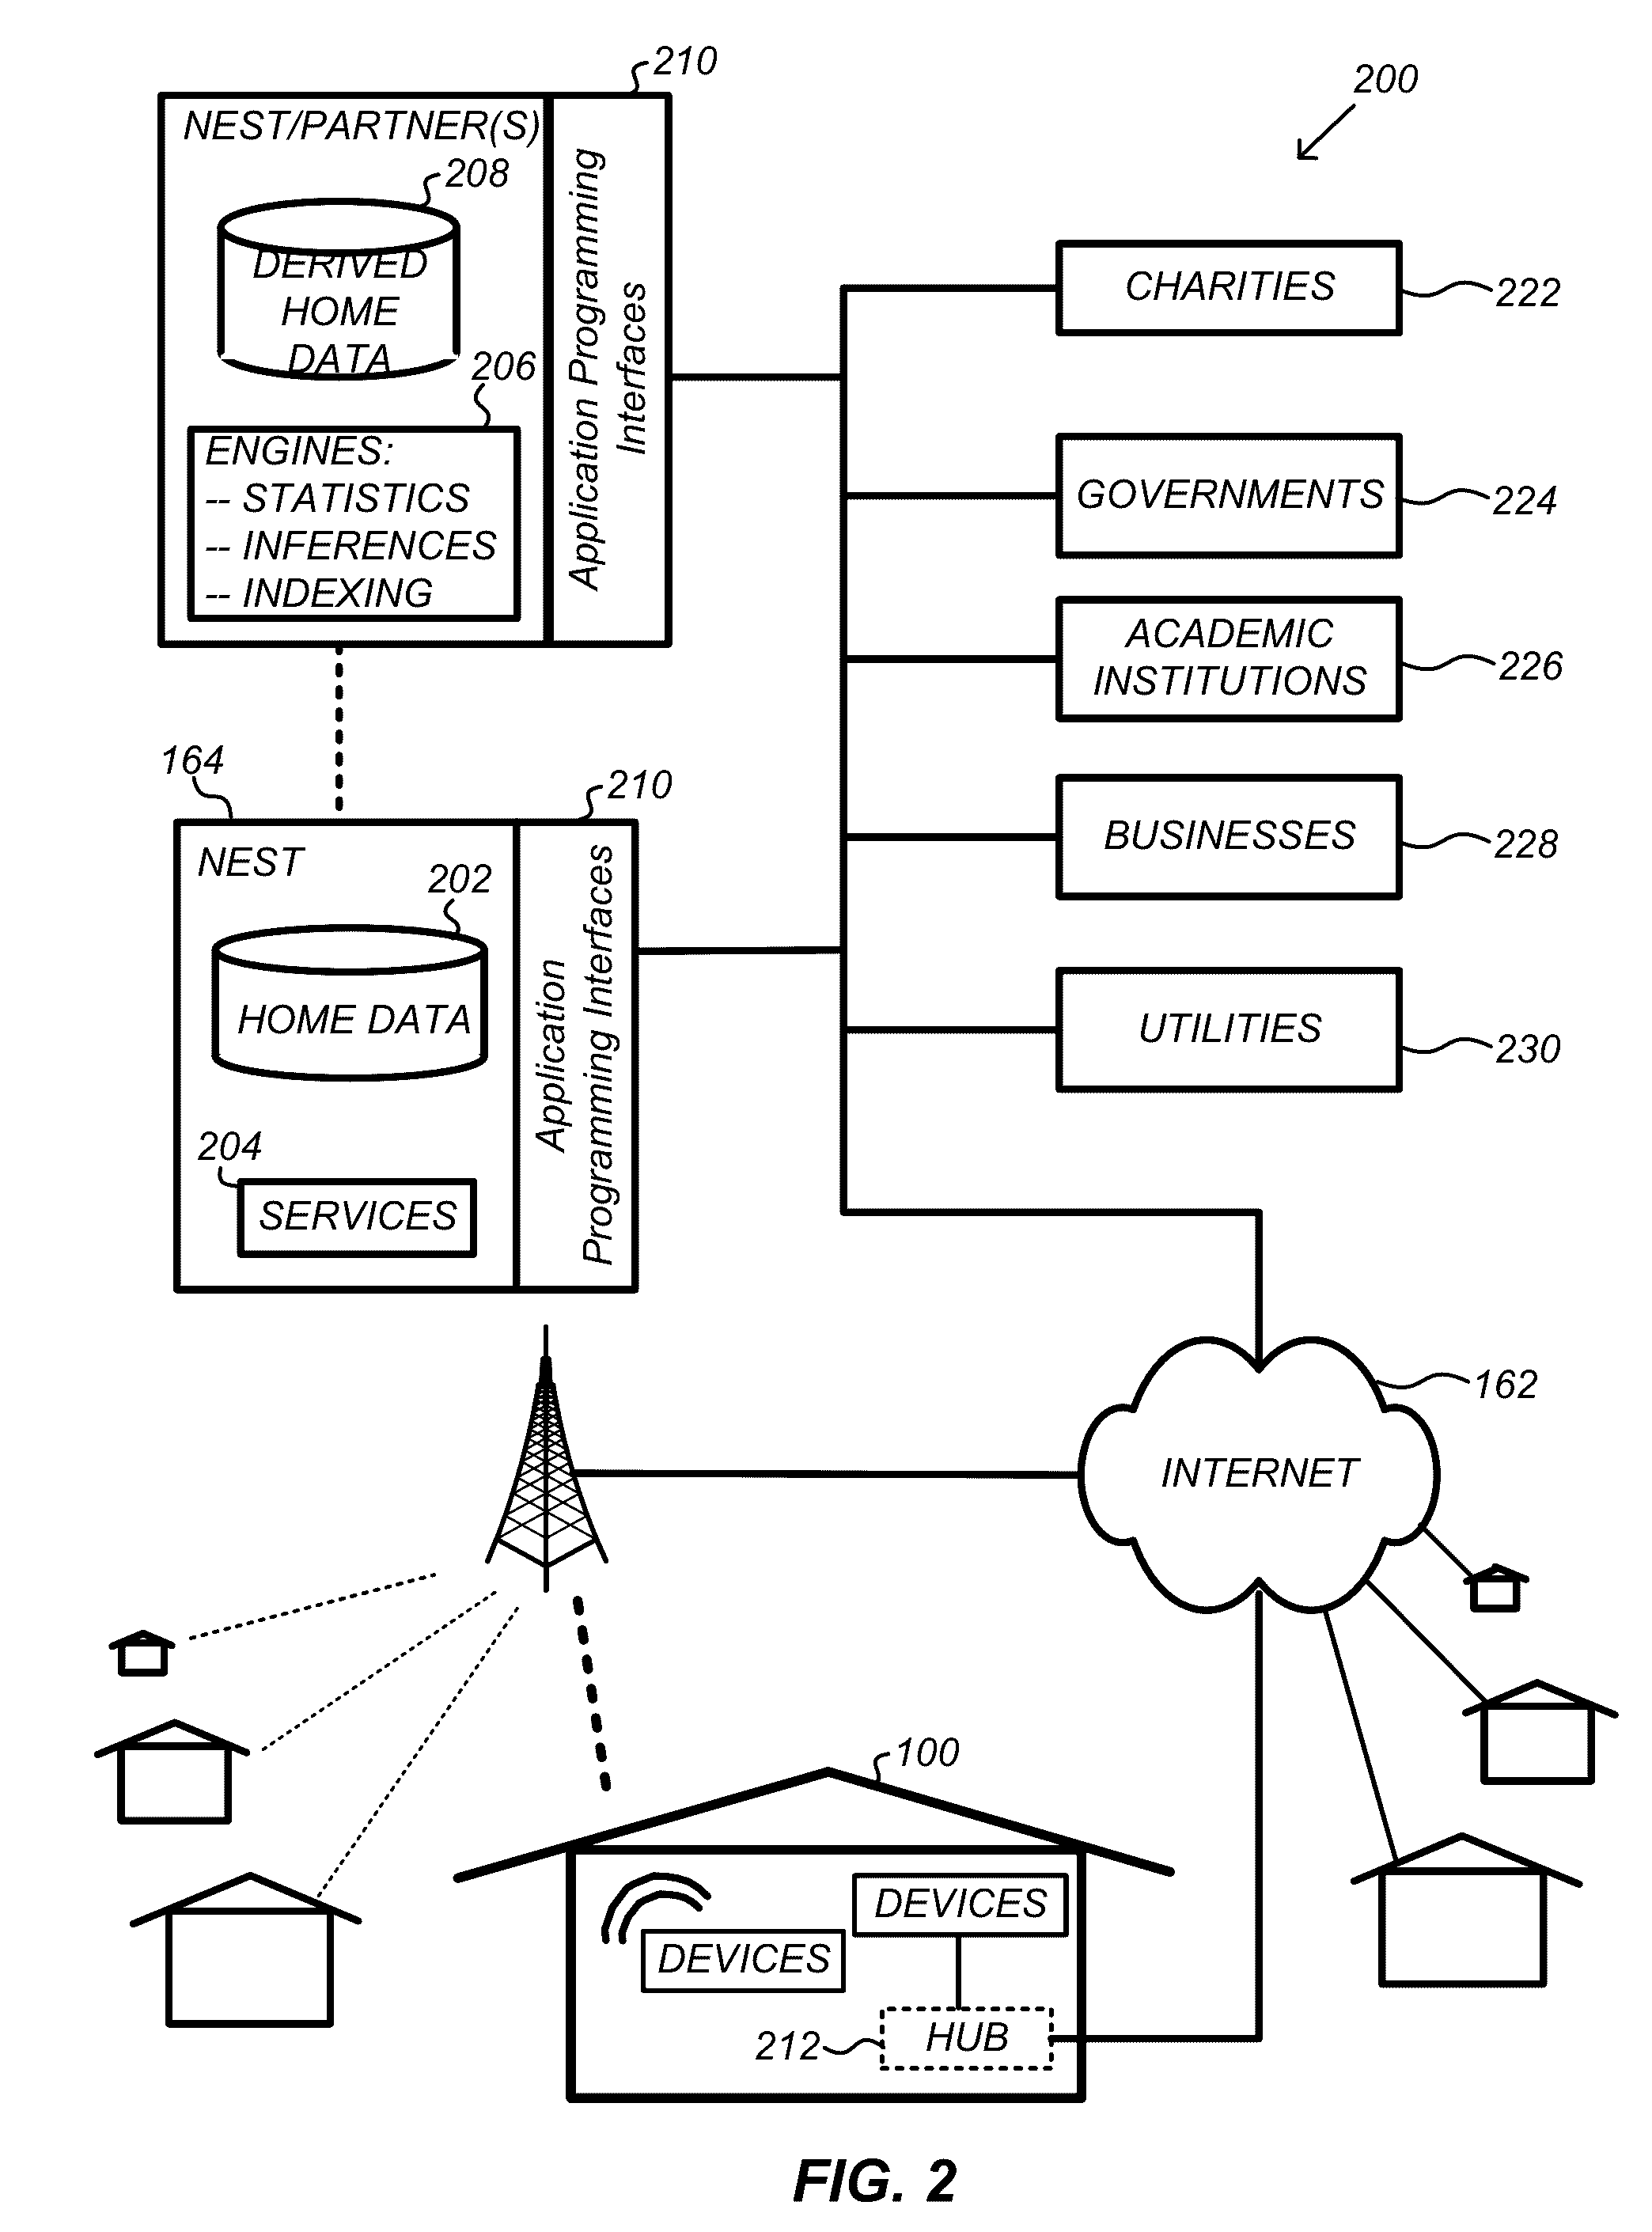 210
200
NEST/PARTNER(S)
208
DERIVED
HOME
DATA
206
ENGINES:
-- STATISTICS
-- INFERENCES
-- INDEXING
Application Programming
Interfaces
CHARITIES
222
GOVERNMENTS
224
ACADEMIC
INSTITUTIONS
226
164
210
NEST
202
HOME DATA
204
SERVICES
Application
Programming Interfaces
BUSINESSES
228
UTILITIES
230
162
INTERNET
100
DEVICES
DEVICES
212
HUB
FIG. 2